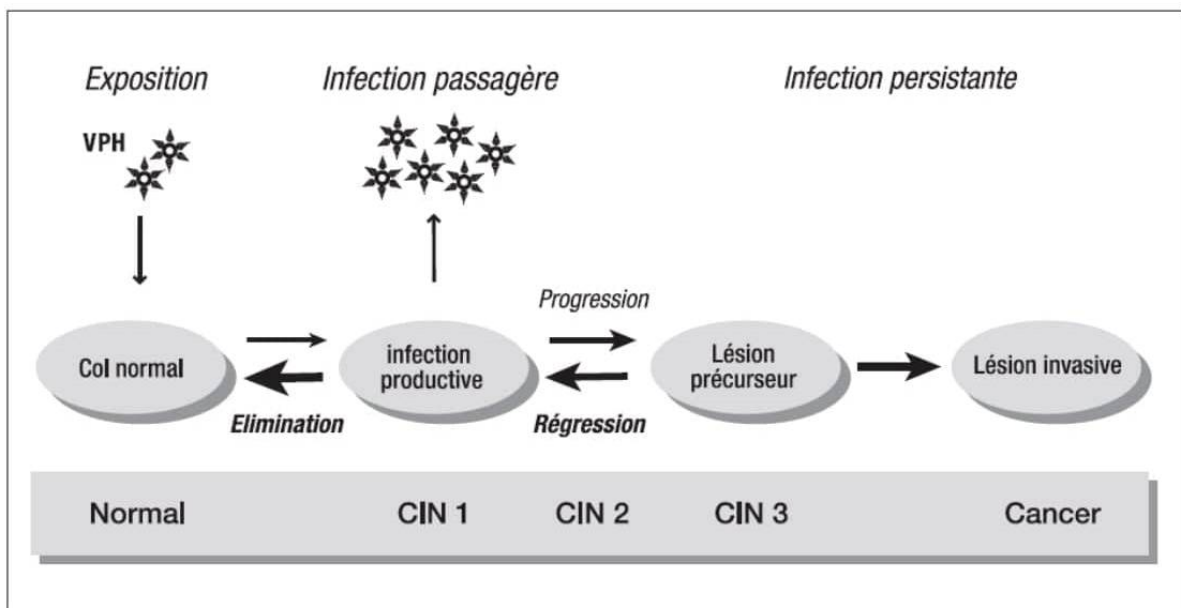 Exposition
Infection passagère
Infection persistante
VPH
Progression
Col normal
infection
productive
Lésion
précurseur
Lésion invasive
Elimination
Régression
Normal
CIN 1
CIN 2
CIN 3
Cancer